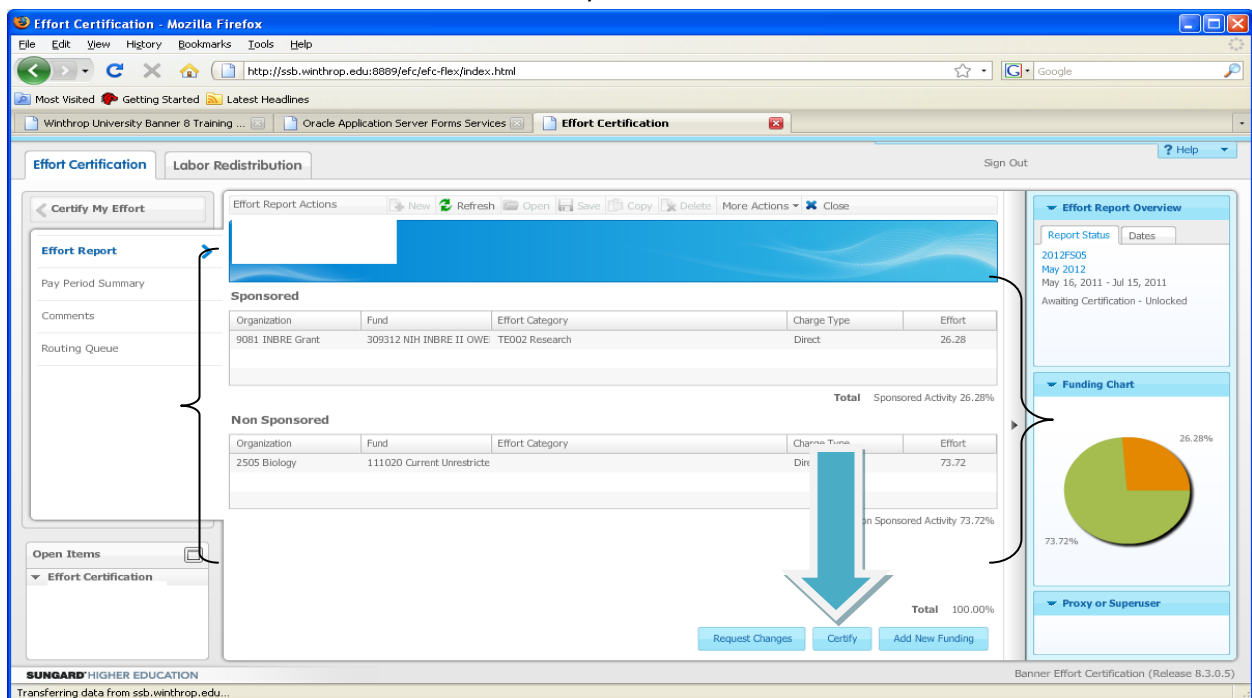 Effort Certification - Mozilla Firefox
File Edit View History Bookmarks Tools Help
http://ssb.winthrop.edu:8889/efc/efc-flex/index.html
Google
Most Visited Getting Started Latest Headlines
Winthrop University Banner 8 Training ... Oracle Application Server Forms Services Effort Certification
? Help
Effort Certification Labor Redistribution Sign Out
Certify My Effort
Effort Report
Pay Period Summary
Comments
Routing Queue
Open Items
Effort Certification
Effort Report Actions New Refresh Open Save Copy Delete More Actions Close
Sponsored
Organization Fund Effort Category Charge Type Effort
9081 INBRE Grant 309312 NIH INBRE II OWE TE002 Research Direct 26.28
Total Sponsored Activity 26.28%
Non Sponsored
Organization Fund Effort Category Charge Type Effort
2505 Biology 111020 Current Unrestricte Dire 73.72
on Sponsored Activity 73.72%
Total 100.00%
Request Changes Certify Add New Funding
Effort Report Overview
Report Status Dates
2012FS05
May 2012
May 16, 2011 - Jul 15, 2011
Awaiting Certification - Unlocked
Funding Chart
26.28%
73.72%
Proxy or Superuser
SUNGARD HIGHER EDUCATION
Banner Effort Certification (Release 8.3.0.5)
Transferring data from ssb.winthrop.edu...